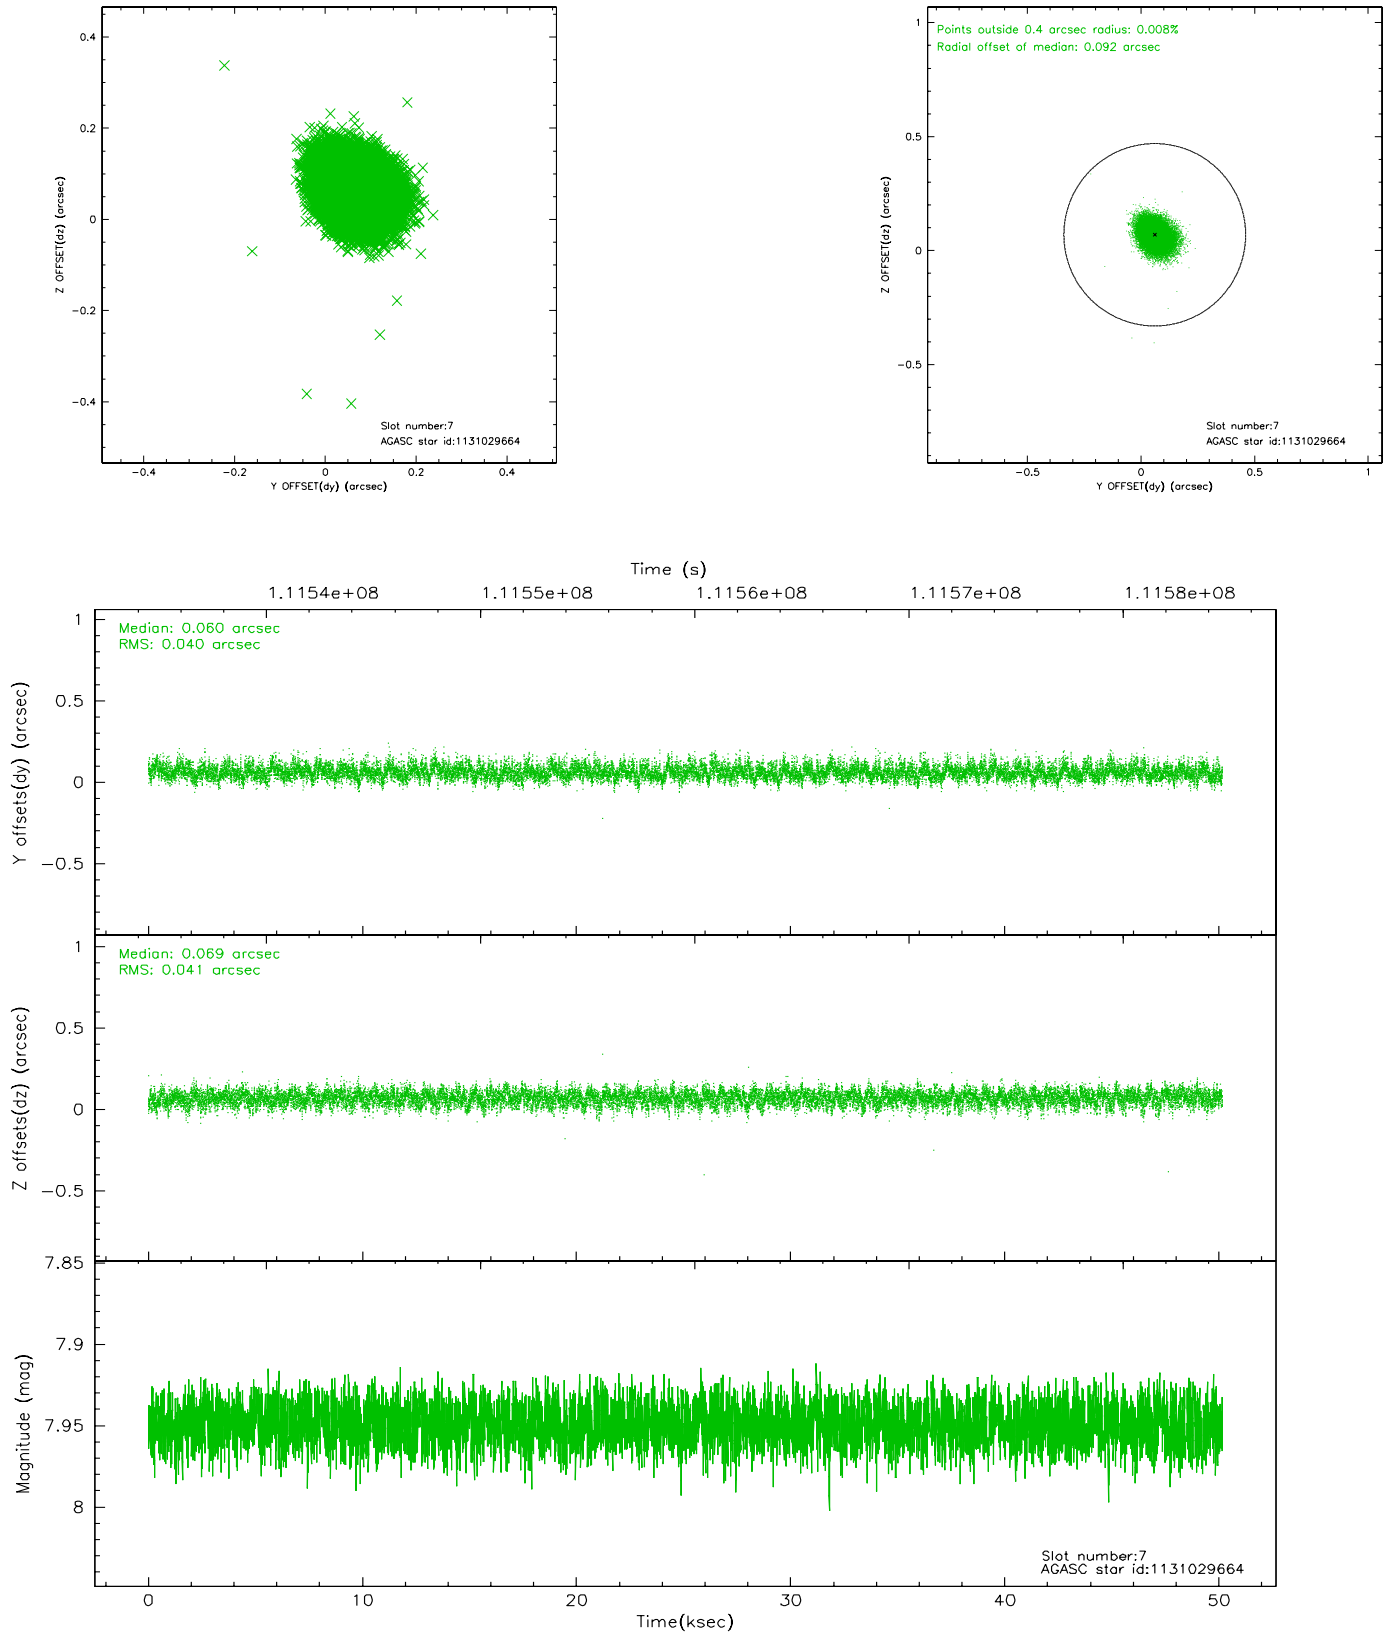 0.4
0.2
0
−0.2
−0.4
Z OFFSET(dz) (arcsec)
Slot number:7
AGASC star id:1131029664
−0.4 −0.2 0 0.2 0.4
Y OFFSET(dy) (arcsec)
Points outside 0.4 arcsec radius: 0.008%
Radial offset of median: 0.092 arcsec
1
0.5
0
−0.5
Z OFFSET(dz) (arcsec)
Slot number:7
AGASC star id:1131029664
−0.5 0 0.5 1
Y OFFSET(dy) (arcsec)
Time (s)
1.1154e+08 1.1155e+08 1.1156e+08 1.1157e+08 1.1158e+08
Median: 0.060 arcsec
RMS: 0.040 arcsec
1
0.5
0
−0.5
Y offsets(dy) (arcsec)
Median: 0.069 arcsec
RMS: 0.041 arcsec
1
0.5
0
−0.5
Z offsets(dz) (arcsec)
7.85
7.9
7.95
8
Magnitude (mag)
Slot number:7
AGASC star id:1131029664
0 10 20 30 40 50
Time(ksec)